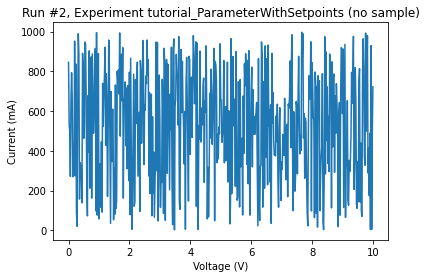 Run #2, Experiment tutorial_ParameterWithSetpoints (no sample)
1000
800
600
400
200
0
Current (mA)
0 2 4 6 8 10
Voltage (V)